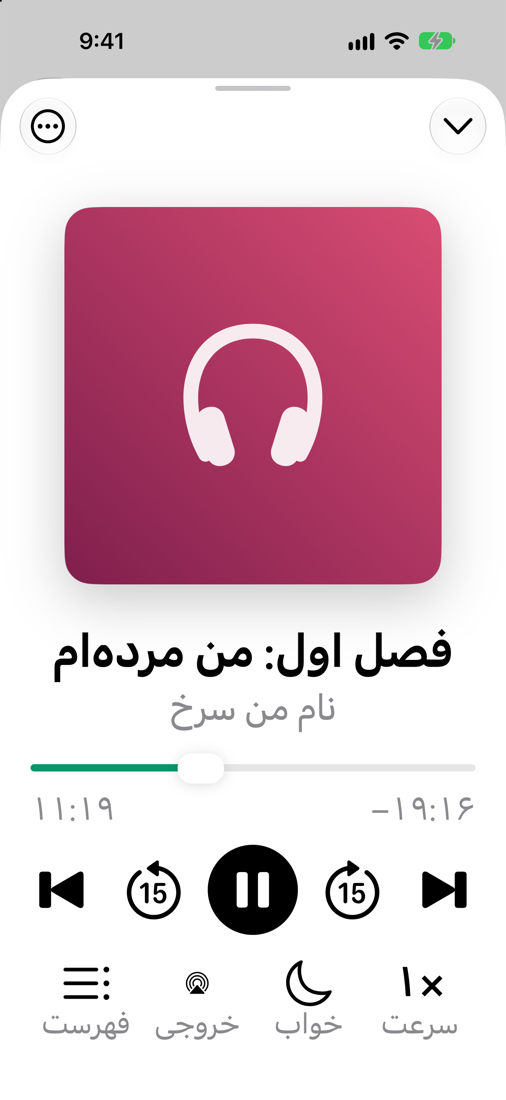 9:41
فصل اول: من مرده‌ام
نام من سرخ
۱۱:۱۹
−۱۹:۱۶
15
15
۱×
سرعت
خواب
خروجی
فهرست